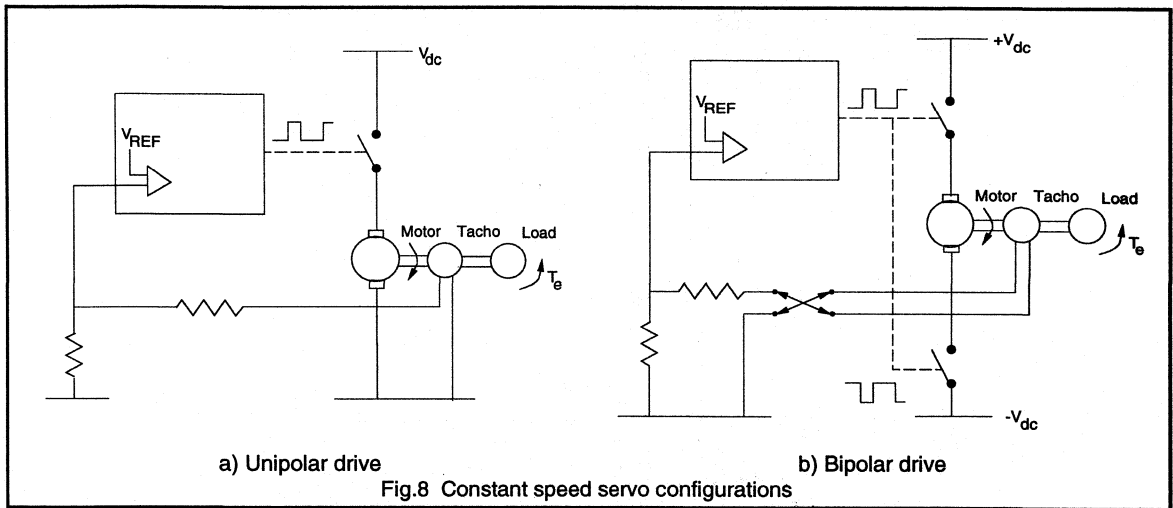 V_dc
V_REF
Motor Tacho Load
T_e
a) Unipolar drive
+V_dc
V_REF
Motor Tacho Load
T_e
-V_dc
b) Bipolar drive
Fig.8 Constant speed servo configurations